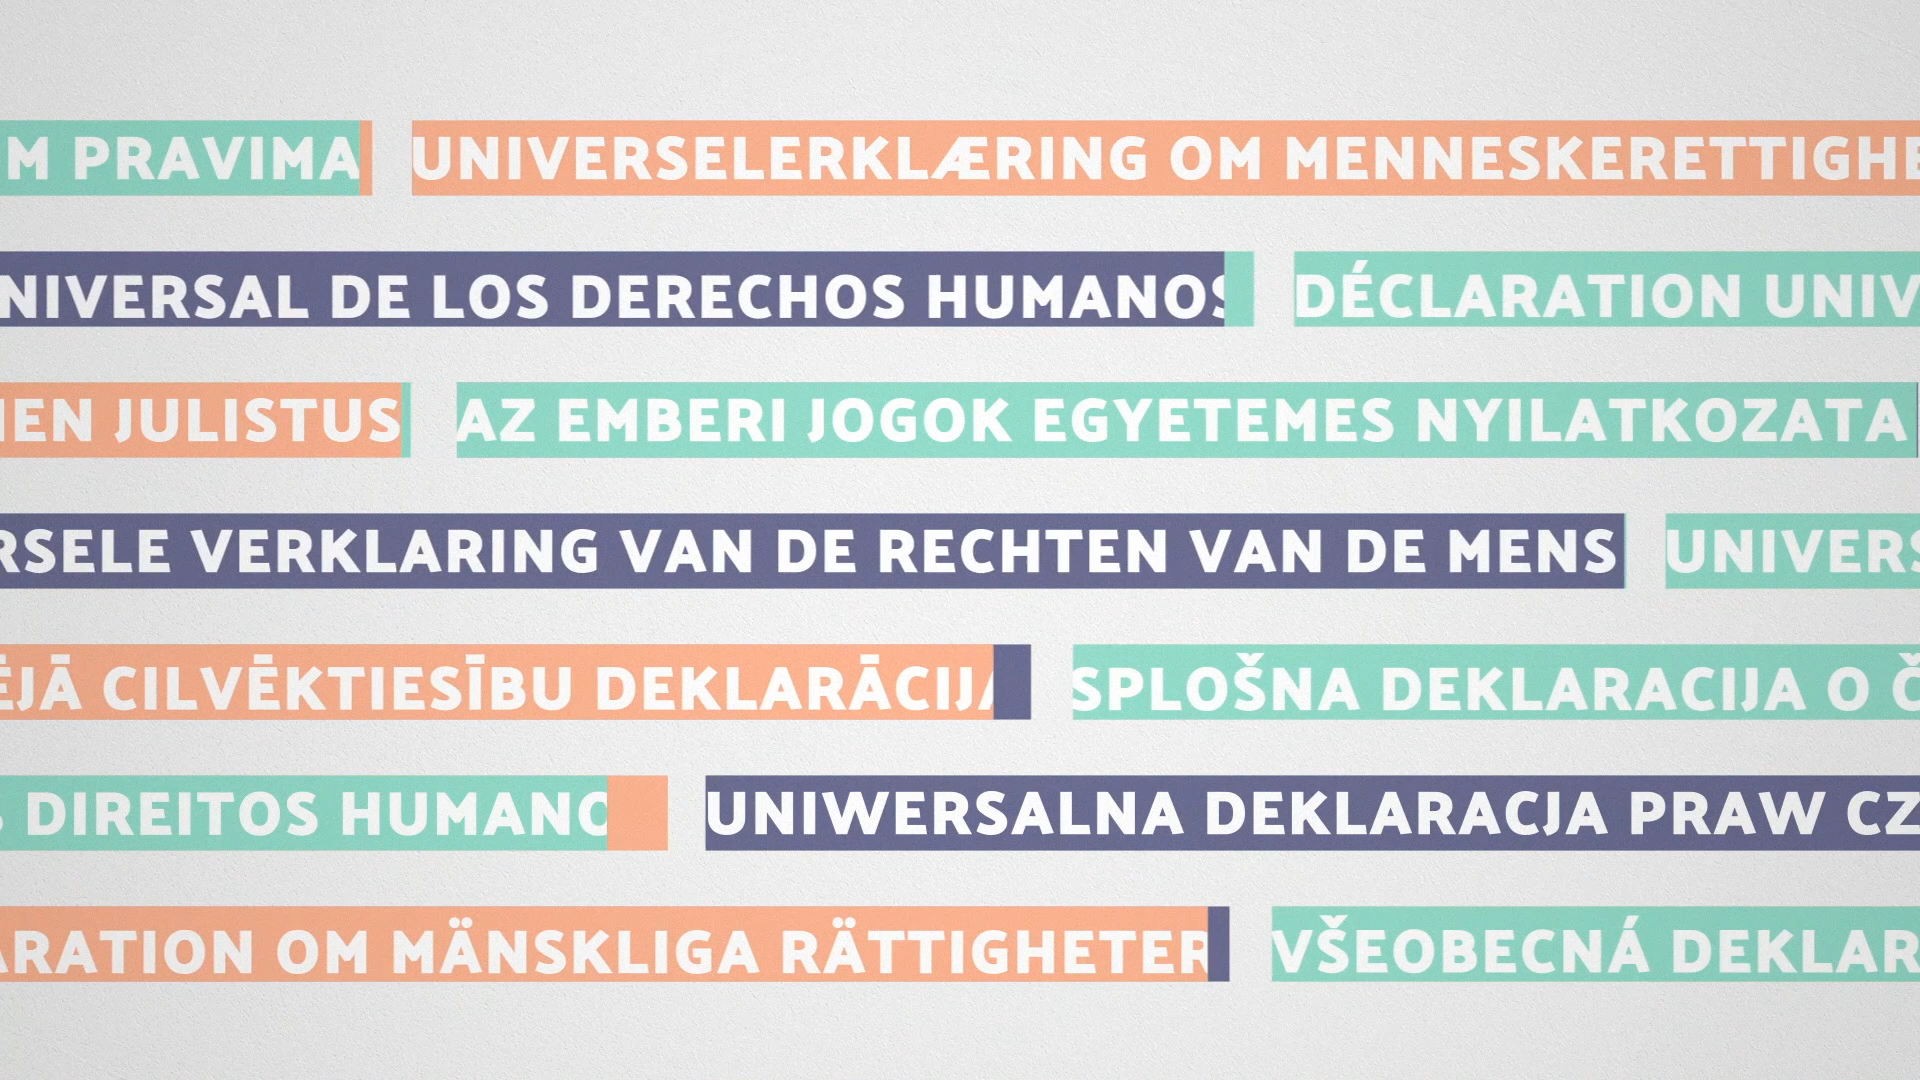 M PRAVIMA UNIVERSELERKLÆRING OM MENNESKERETTIGHE
NIVERSAL DE LOS DERECHOS HUMANOS DÉCLARATION UNIV
IEN JULISTUS AZ EMBERI JOGOK EGYETEMES NYILATKOZATA
RSELE VERKLARING VAN DE RECHTEN VAN DE MENS UNIVERS
ĒJĀ CILVĒKTIESĪBU DEKLARĀCIJA SPLOŠNA DEKLARACIJA O Č
S DIREITOS HUMANO UNIWERSALNA DEKLARACJA PRAW CZ
ARATION OM MÄNSKLIGA RÄTTIGHETER VŠEOBECNÁ DEKLAR